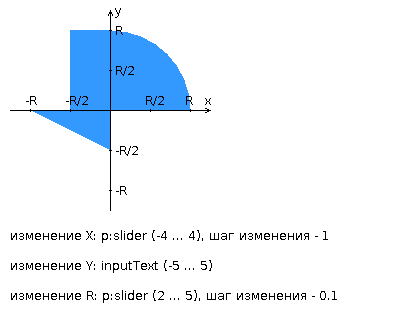 y
R
R/2
-R
-R/2
R/2
R
x
-R/2
-R
изменение X: p:slider (-4 ... 4), шаг изменения - 1
изменение Y: inputText (-5 ... 5)
изменение R: p:slider (2 ... 5), шаг изменения - 0.1